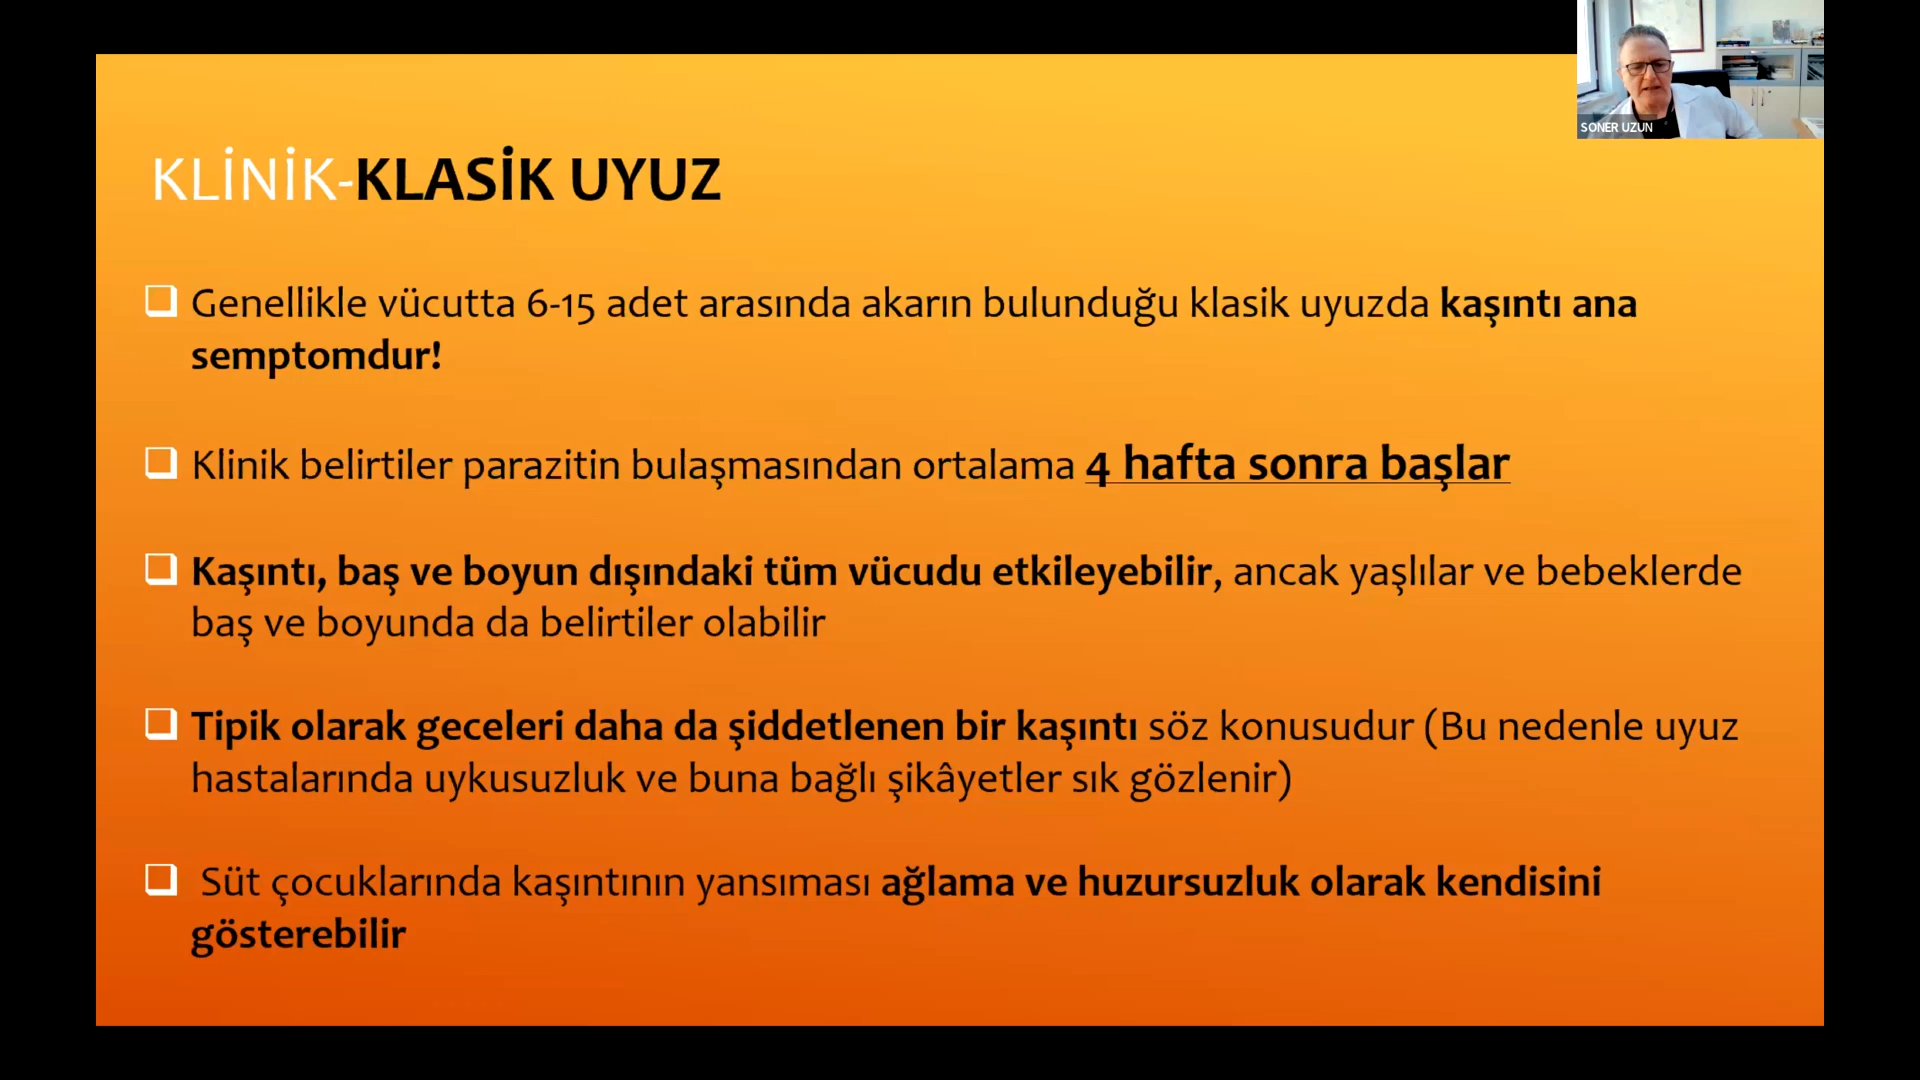 SONER UZUN
KLİNİK-KLASİK UYUZ
Genellikle vücutta 6-15 adet arasında akarın bulunduğu klasik uyuzda kaşıntı ana
semptomdur!
Klinik belirtiler parazitin bulaşmasından ortalama 4 hafta sonra başlar
Kaşıntı, baş ve boyun dışındaki tüm vücudu etkileyebilir, ancak yaşlılar ve bebeklerde
baş ve boyunda da belirtiler olabilir
Tipik olarak geceleri daha da şiddetlenen bir kaşıntı söz konusudur (Bu nedenle uyuz
hastalarında uykusuzluk ve buna bağlı şikâyetler sık gözlenir)
Süt çocuklarında kaşıntının yansıması ağlama ve huzursuzluk olarak kendisini
gösterebilir